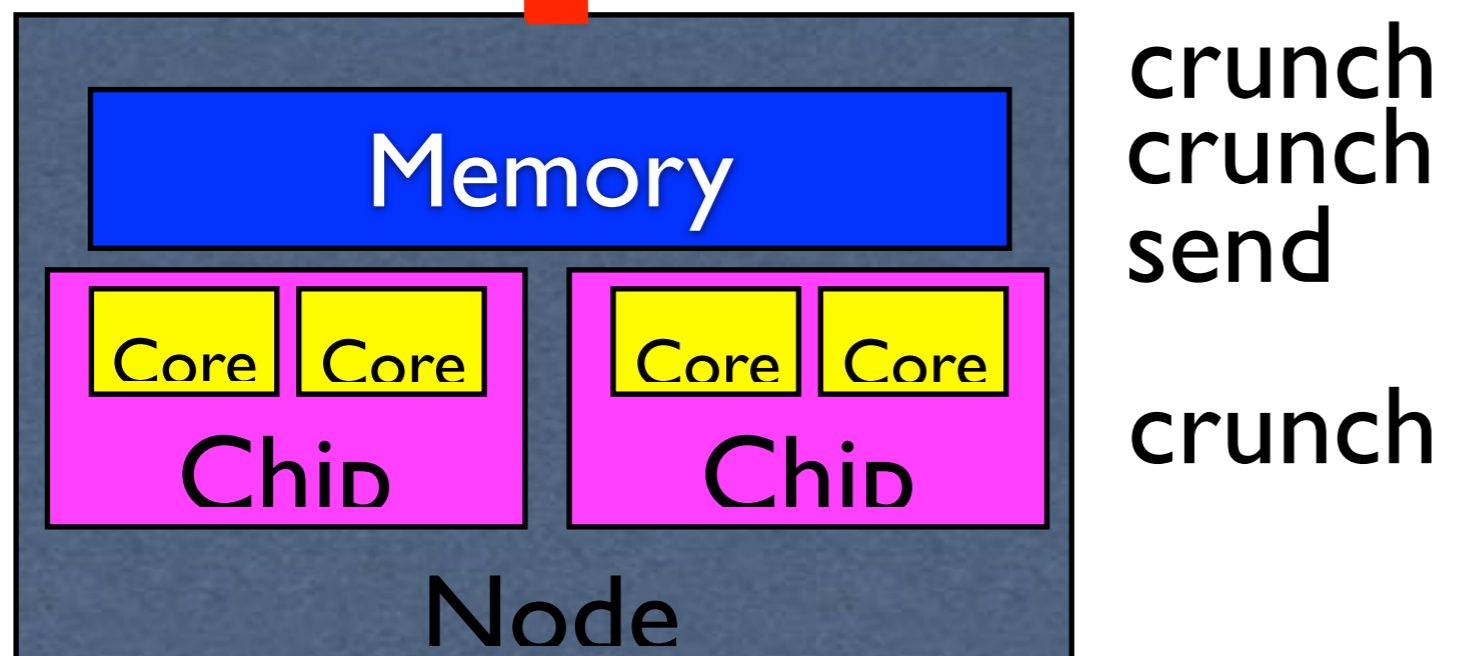 Memory
Core Core Core Core
Chip Chip
Node
crunch
crunch
send
crunch